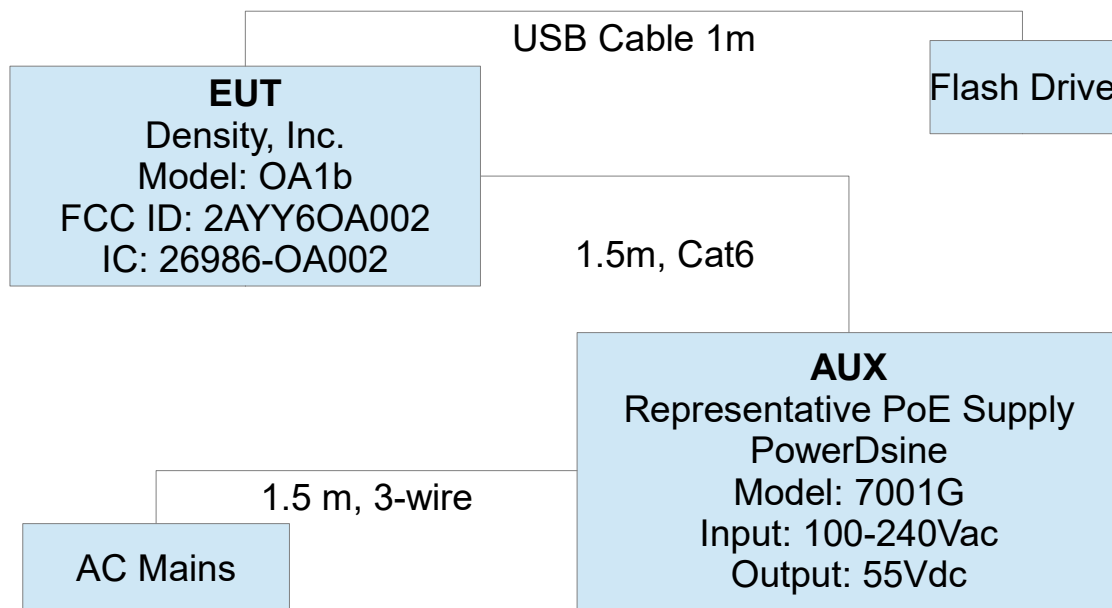 USB Cable 1m
Flash Drive
EUT
Density, Inc.
Model: OA1b
FCC ID: 2AYY6OA002
IC: 26986-OA002
1.5m, Cat6
AUX
Representative PoE Supply
PowerDsine
Model: 7001G
Input: 100-240Vac
Output: 55Vdc
1.5 m, 3-wire
AC Mains